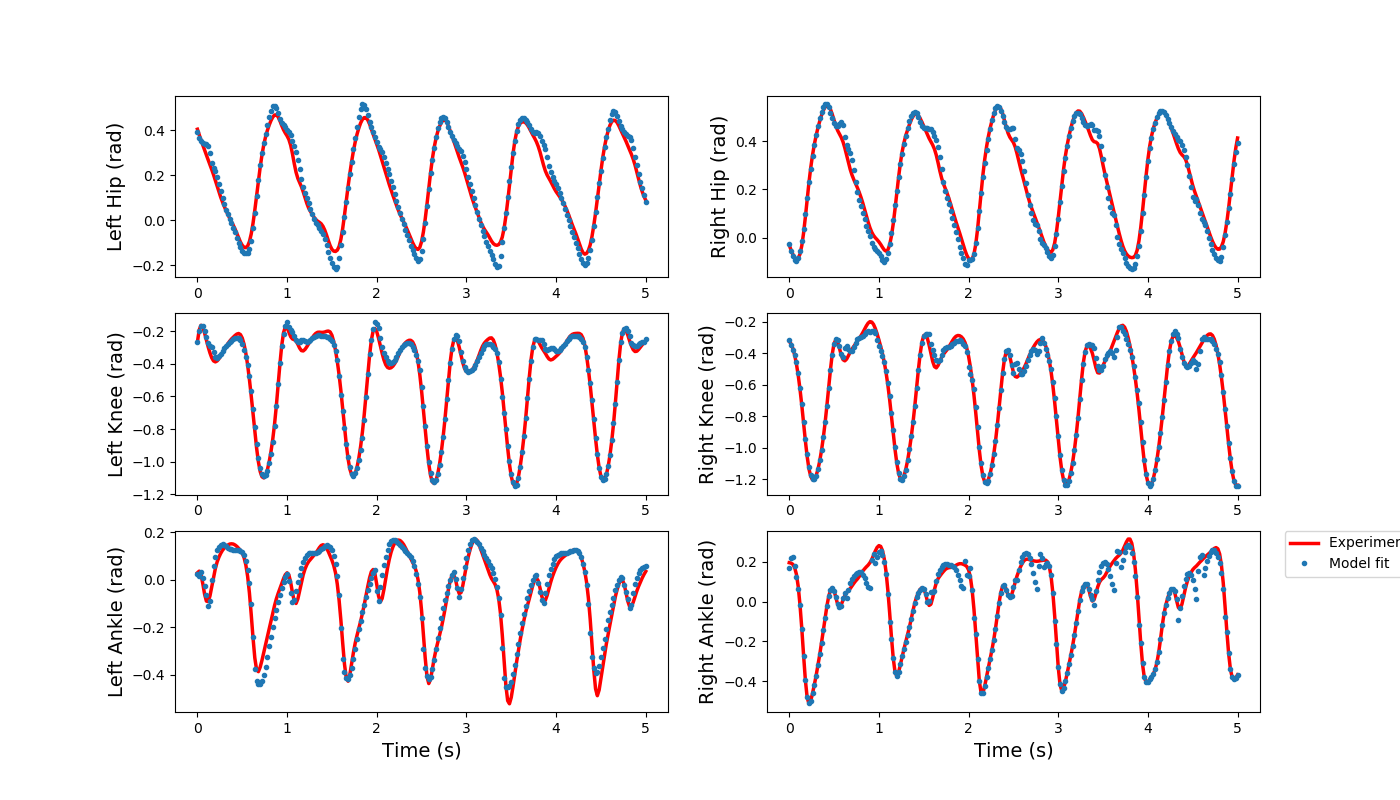 Left Hip (rad)
0.4
0.2
0.0
−0.2
0 1 2 3 4 5
Right Hip (rad)
0.4
0.2
0.0
0 1 2 3 4 5
Left Knee (rad)
−0.2
−0.4
−0.6
−0.8
−1.0
−1.2
0 1 2 3 4 5
Right Knee (rad)
−0.2
−0.4
−0.6
−0.8
−1.0
−1.2
0 1 2 3 4 5
Left Ankle (rad)
0.2
0.0
−0.2
−0.4
0 1 2 3 4 5
Time (s)
Right Ankle (rad)
0.2
0.0
−0.2
−0.4
0 1 2 3 4 5
Time (s)
Experimer
Model fit